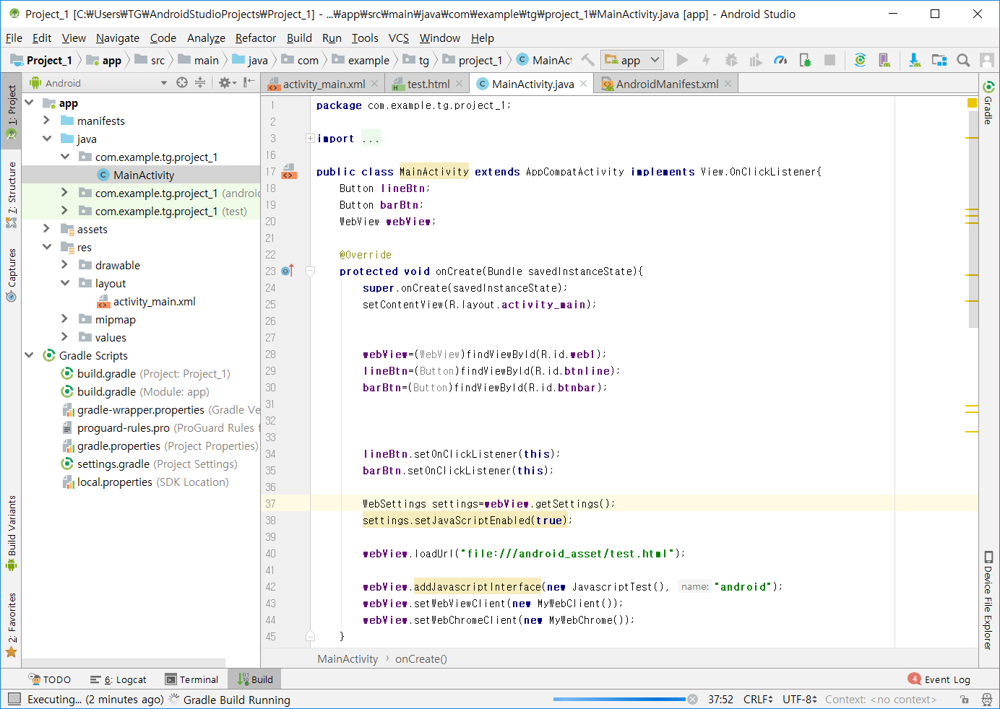 Project_1 [C:￦Users￦TG￦AndroidStudioProjects￦Project_1] - ...￦app￦src￦main￦java￦com￦example￦tg￦project_1￦MainActivity.java [app] - Android Studio
File Edit View Navigate Code Analyze Refactor Build Run Tools VCS Window Help
Project_1 app src main java com example tg project_1 MainAct app
Android
activity_main.xml test.html MainActivity.java AndroidManifest.xml
1: Project
7: Structure
Captures
Build Variants
2: Favorites
app
manifests
java
com.example.tg.project_1
MainActivity
com.example.tg.project_1 (android
com.example.tg.project_1 (test)
assets
res
drawable
layout
activity_main.xml
mipmap
values
Gradle Scripts
build.gradle (Project: Project_1)
build.gradle (Module: app)
gradle-wrapper.properties (Gradle Ve
proguard-rules.pro (ProGuard Rules f
gradle.properties (Project Properties)
settings.gradle (Project Settings)
local.properties (SDK Location)
1 package com.example.tg.project_1;
2
3 import ...
16
17 public class MainActivity extends AppCompatActivity implements View.OnClickListener{
18 Button lineBtn;
19 Button barBtn;
20 WebView webView;
21
22 @Override
23 protected void onCreate(Bundle savedInstanceState){
24 super.onCreate(savedInstanceState);
25 setContentView(R.layout.activity_main);
26
27
28 webView=(WebView)findViewById(R.id.web1);
29 lineBtn=(Button)findViewById(R.id.btnline);
30 barBtn=(Button)findViewById(R.id.btnbar);
31
32
33
34 lineBtn.setOnClickListener(this);
35 barBtn.setOnClickListener(this);
36
37 WebSettings settings=webView.getSettings();
38 settings.setJavaScriptEnabled(true);
39
40 webView.loadUrl("file:///android_asset/test.html");
41
42 webView.addJavascriptInterface(new JavascriptTest(), name: "android");
43 webView.setWebViewClient(new MyWebClient());
44 webView.setWebChromeClient(new MyWebChrome());
45 }
MainActivity › onCreate()
Gradle
Device File Explorer
TODO 6: Logcat Terminal Build 4 Event Log
Executing... (2 minutes ago) Gradle Build Running 37:52 CRLF UTF-8 Context: <no context>